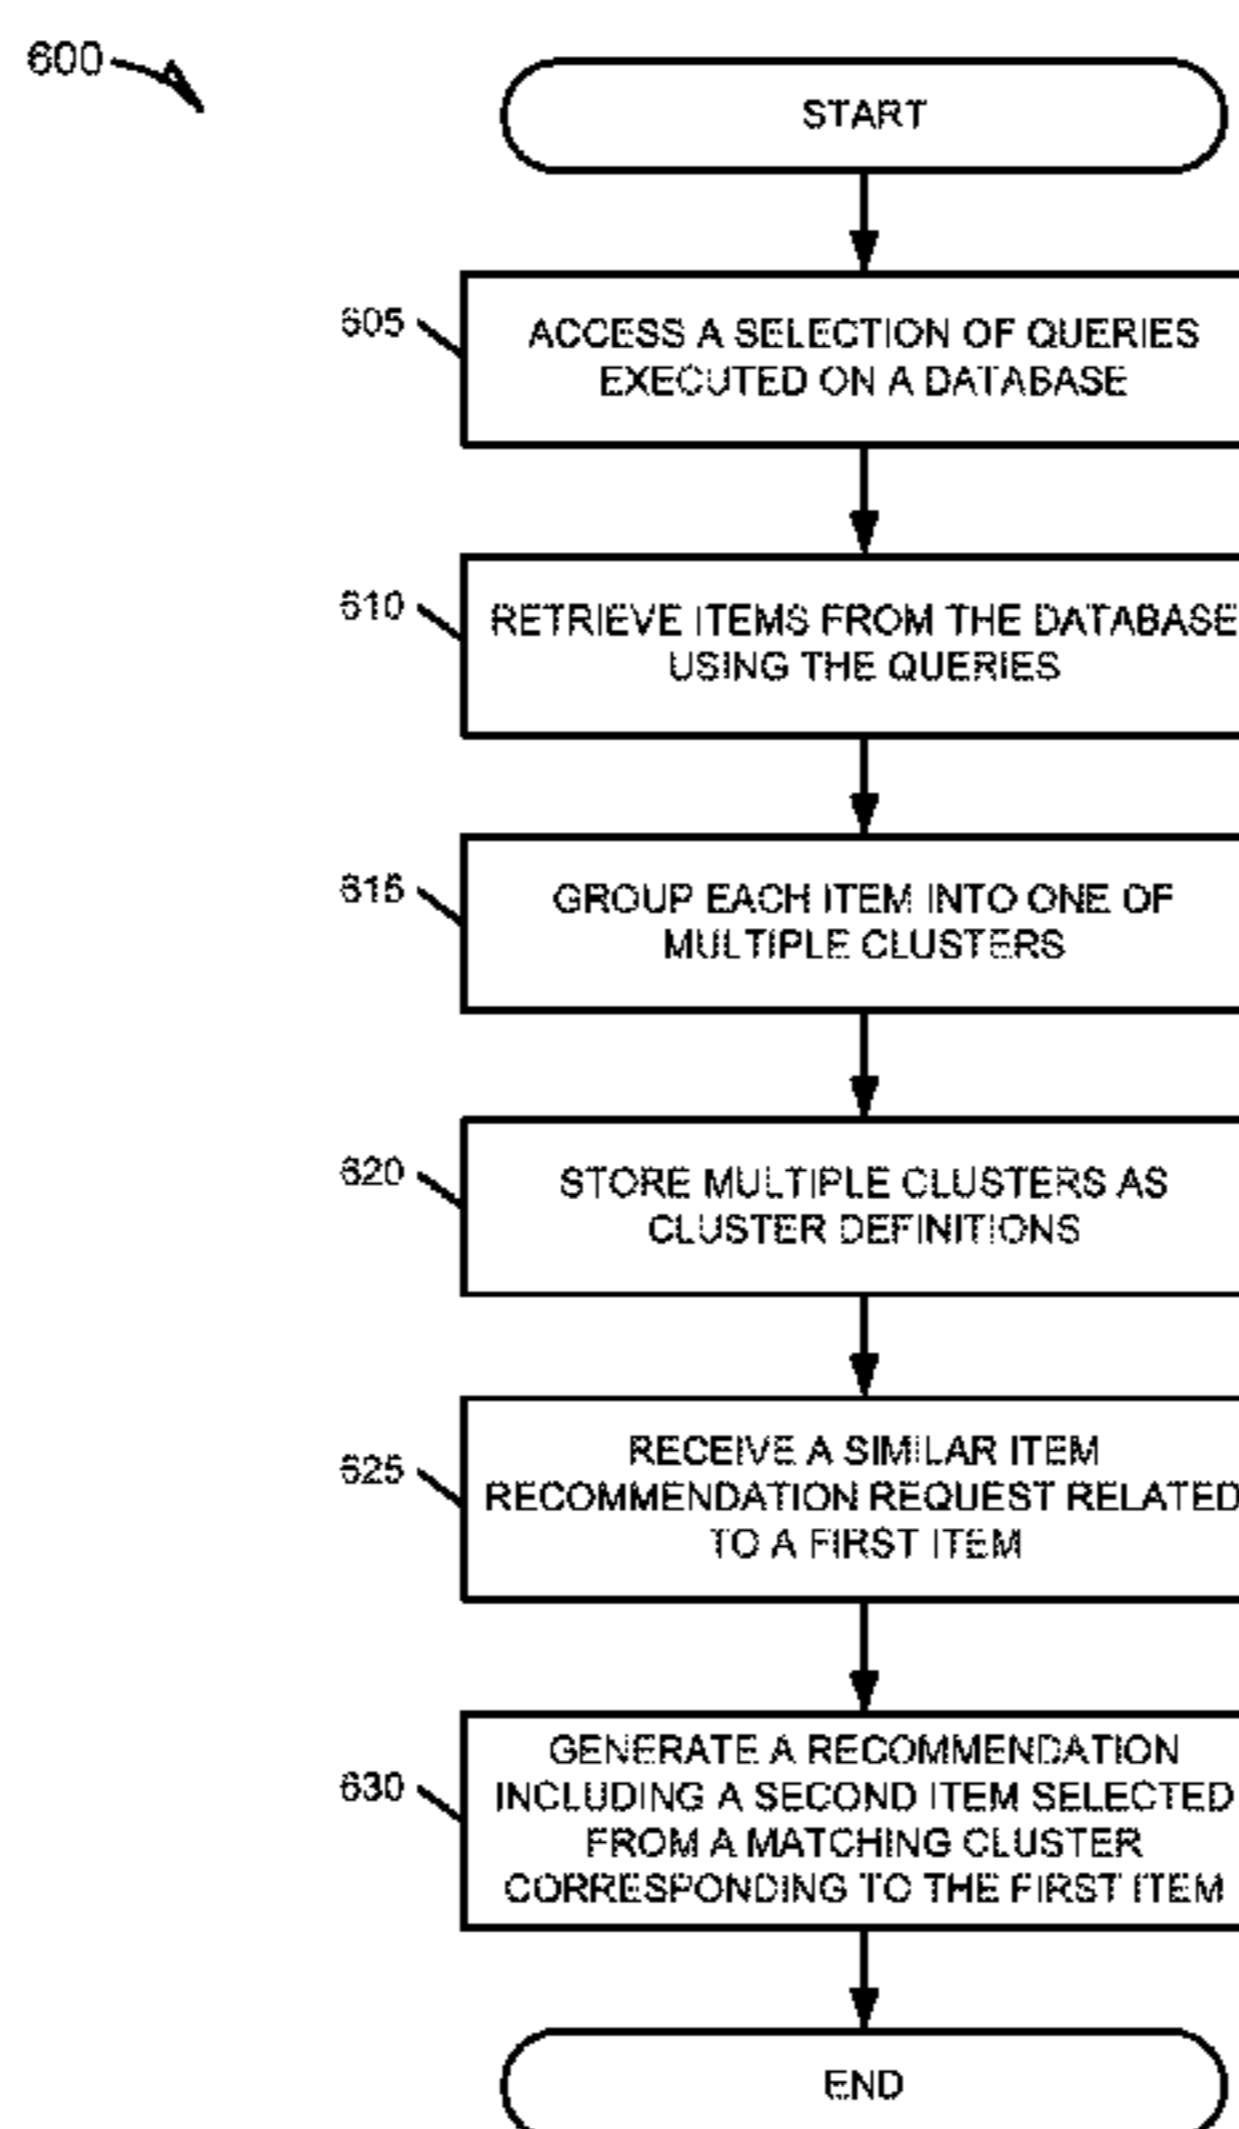 600
START
605
ACCESS A SELECTION OF QUERIES
EXECUTED ON A DATABASE
610
RETRIEVE ITEMS FROM THE DATABASE
USING THE QUERIES
615
GROUP EACH ITEM INTO ONE OF
MULTIPLE CLUSTERS
620
STORE MULTIPLE CLUSTERS AS
CLUSTER DEFINITIONS
625
RECEIVE A SIMILAR ITEM
RECOMMENDATION REQUEST RELATED
TO A FIRST ITEM
630
GENERATE A RECOMMENDATION
INCLUDING A SECOND ITEM SELECTED
FROM A MATCHING CLUSTER
CORRESPONDING TO THE FIRST ITEM
END